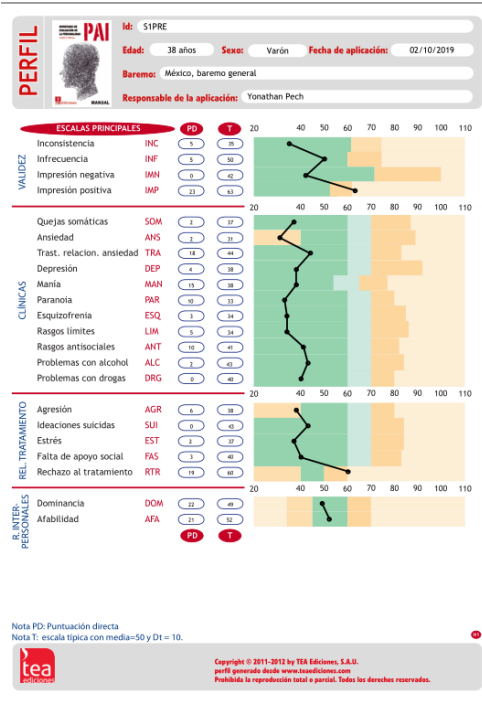 PERFIL
INVENTARIO DE
EVALUACIÓN DE
LA PERSONALIDAD
PAI
MANUAL
Id: S1PRE
Edad: 38 años Sexo: Varón Fecha de aplicación: 02/10/2019
Baremo: México, baremo general
Responsable de la aplicación: Yonathan Pech
ESCALAS PRINCIPALES PD T 20 40 50 60 70 80 90 100 110
VALIDEZ
Inconsistencia INC 5 35
Infrecuencia INF 5 50
Impresión negativa IMN 0 42
Impresión positiva IMP 23 63
20 40 50 60 70 80 90 100 110
CLÍNICAS
Quejas somáticas SOM 2 37
Ansiedad ANS 2 31
Trast. relacion. ansiedad TRA 18 44
Depresión DEP 4 38
Manía MAN 15 38
Paranoia PAR 10 33
Esquizofrenia ESQ 3 34
Rasgos límites LIM 5 34
Rasgos antisociales ANT 10 41
Problemas con alcohol ALC 2 43
Problemas con drogas DRG 0 40
20 40 50 60 70 80 90 100 110
REL. TRATAMIENTO
Agresión AGR 6 38
Ideaciones suicidas SUI 0 43
Estrés EST 2 37
Falta de apoyo social FAS 3 40
Rechazo al tratamiento RTR 19 60
20 40 50 60 70 80 90 100 110
R. INTER-
PERSONALES
Dominancia DOM 22 49
Afabilidad AFA 21 52
PD T
Nota PD: Puntuación directa
Nota T: escala típica con media=50 y Dt = 10.
tea
ediciones
Copyright © 2011-2012 by TEA Ediciones, S.A.U.
perfil generado desde www.teaediciones.com
Prohibida la reproducción total o parcial. Todos los derechos reservados.